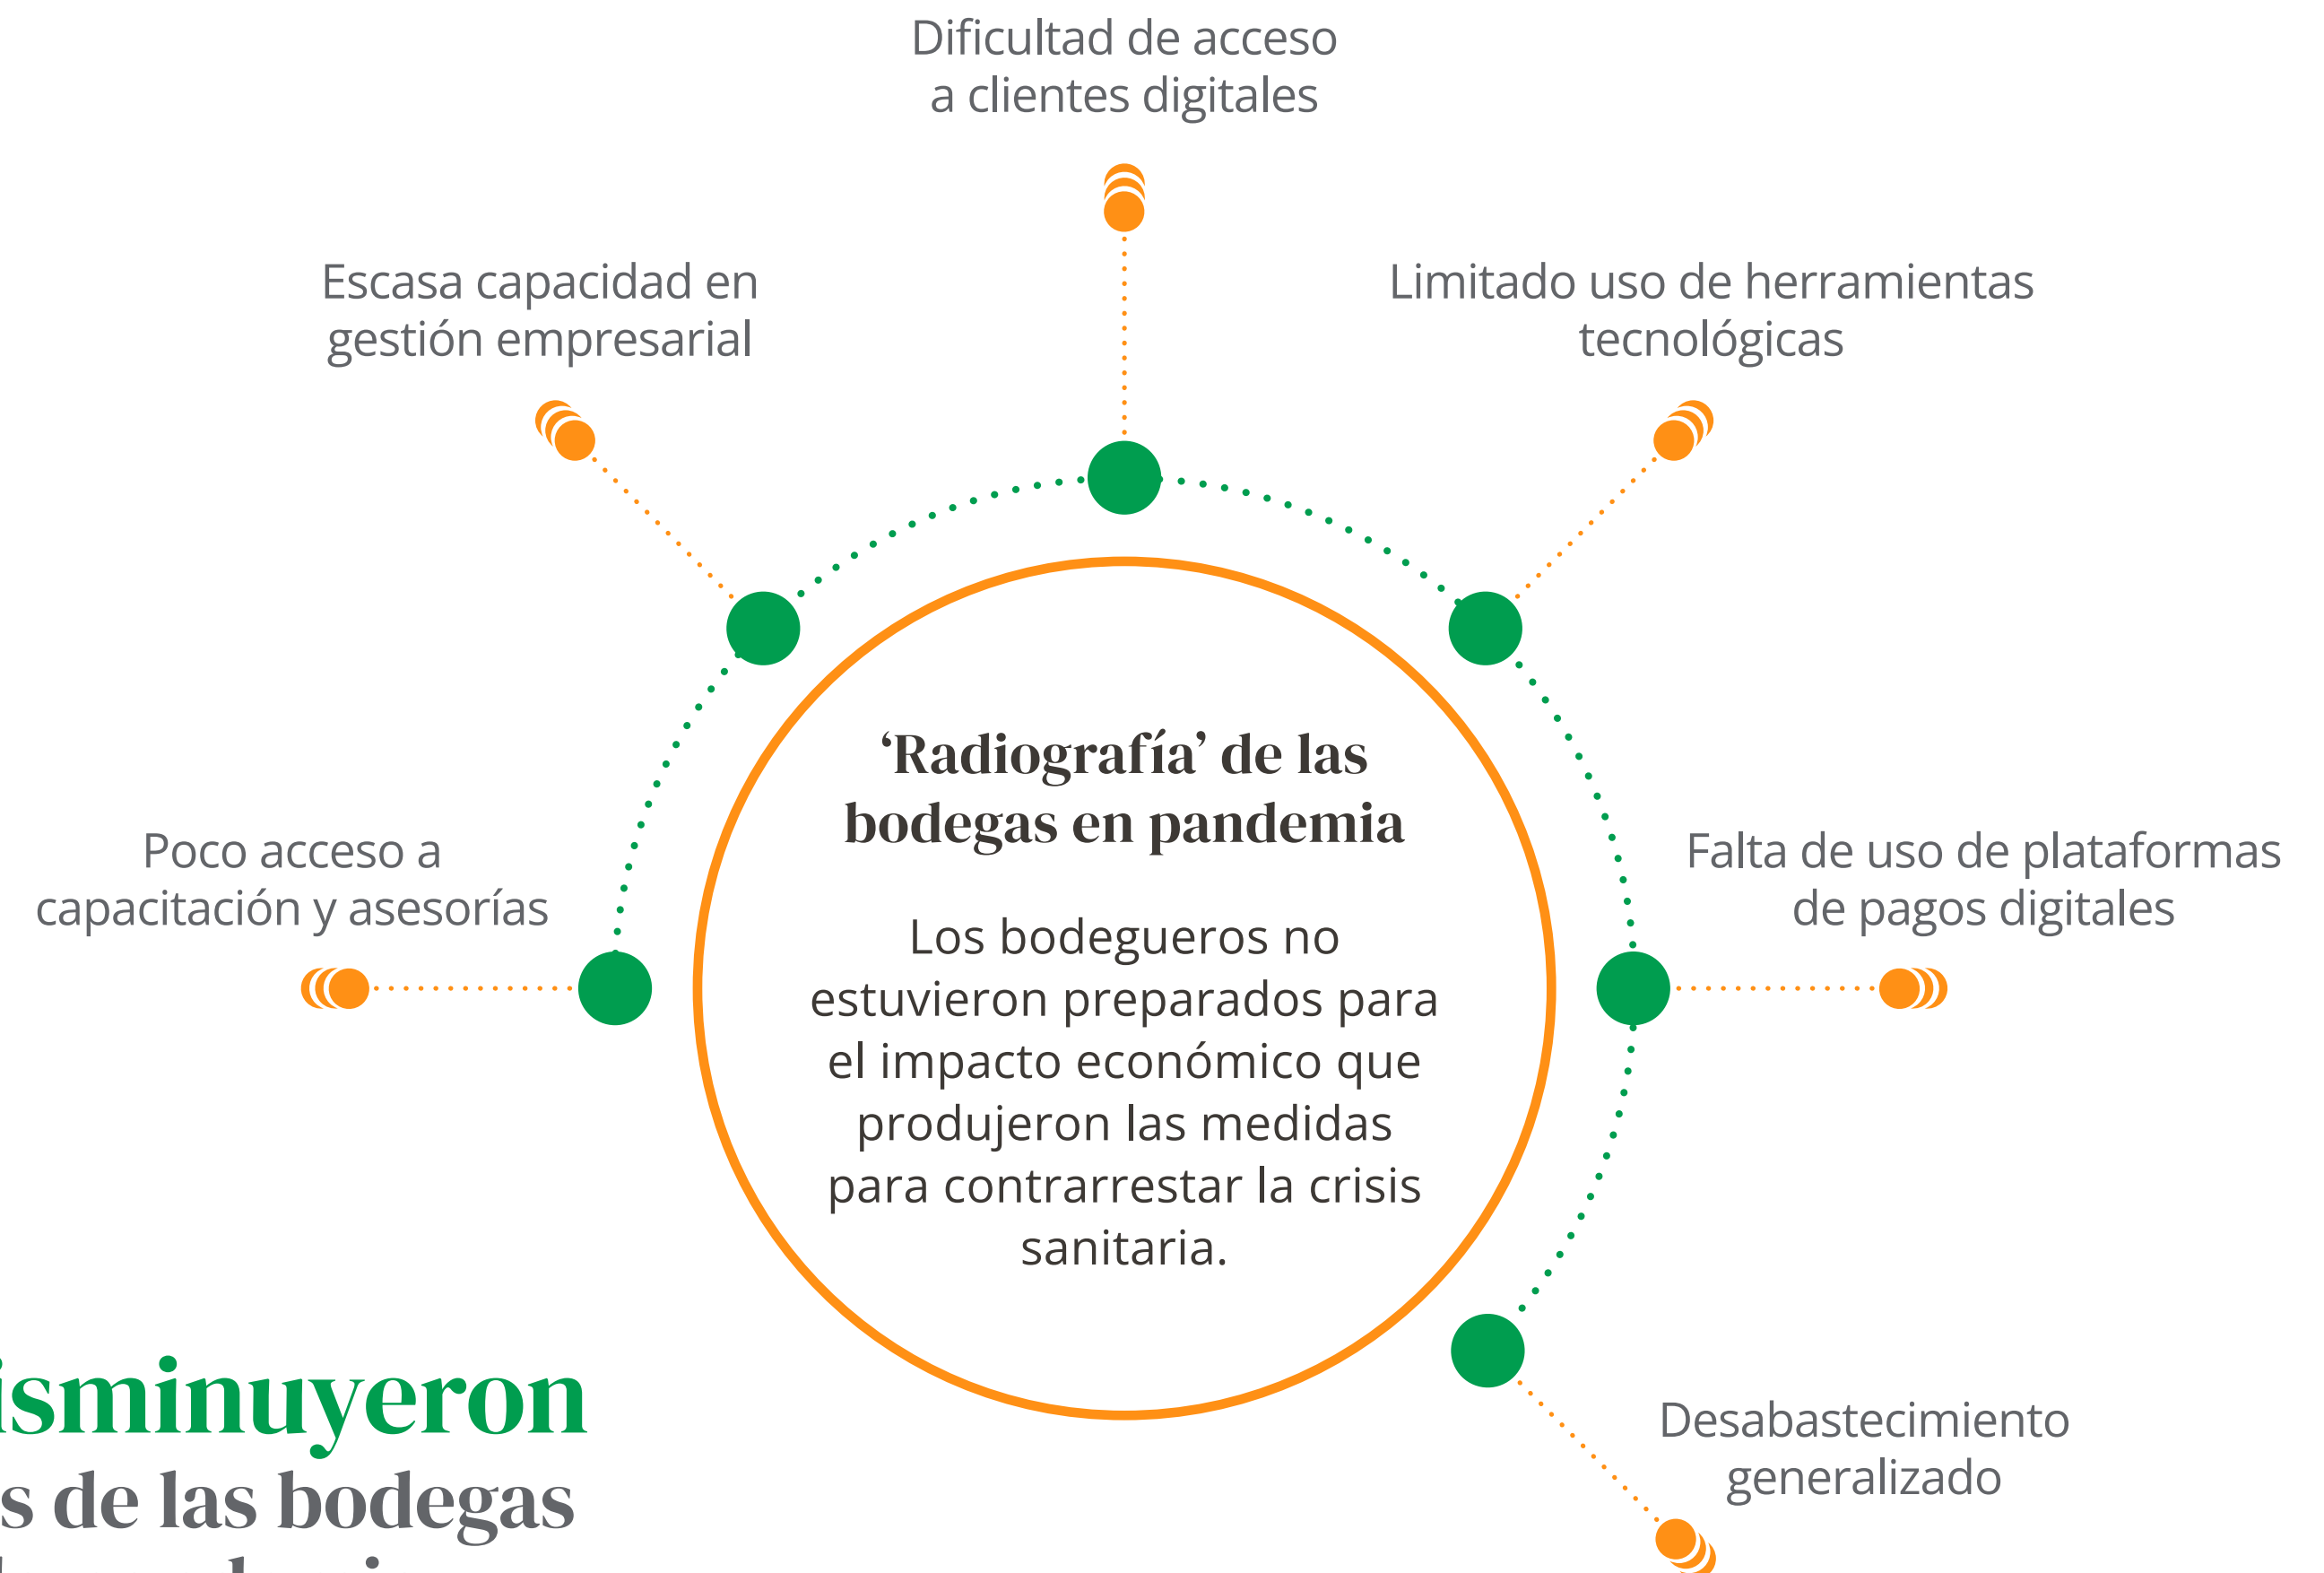 Dificultad de acceso
a clientes digitales
Escasa capacidad en
gestión empresarial
Limitado uso de herramientas
tecnológicas
‘Radiografía’ de las
bodegas en pandemia
Poco acceso a
capacitación y asesorías
Falta de uso de plataformas
de pagos digitales
Los bodegueros no
estuvieron preparados para
el impacto económico que
produjeron las medidas
para contrarrestar la crisis
sanitaria.
isminuyeron
s de las bodegas
Desabastecimiento
generalizado